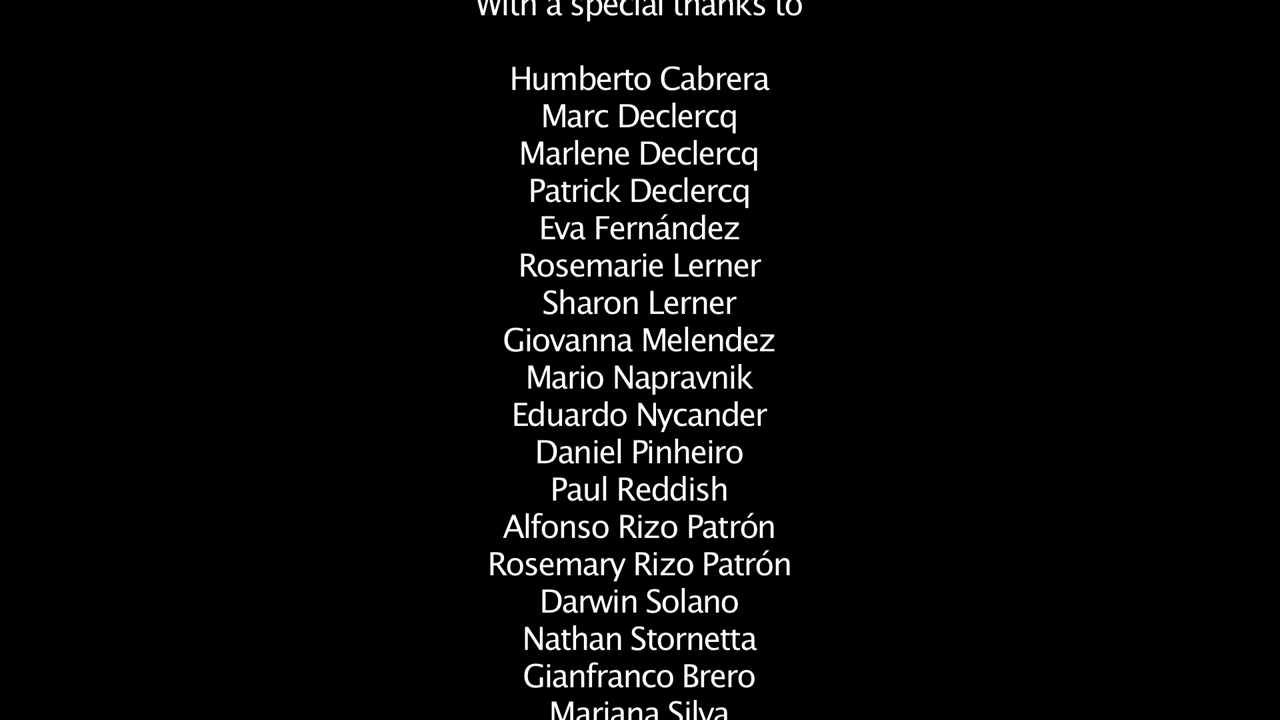 With a special thanks to
Humberto Cabrera
Marc Declercq
Marlene Declercq
Patrick Declercq
Eva Fernández
Rosemarie Lerner
Sharon Lerner
Giovanna Melendez
Mario Napravnik
Eduardo Nycander
Daniel Pinheiro
Paul Reddish
Alfonso Rizo Patrón
Rosemary Rizo Patrón
Darwin Solano
Nathan Stornetta
Gianfranco Brero
Mariana Silva